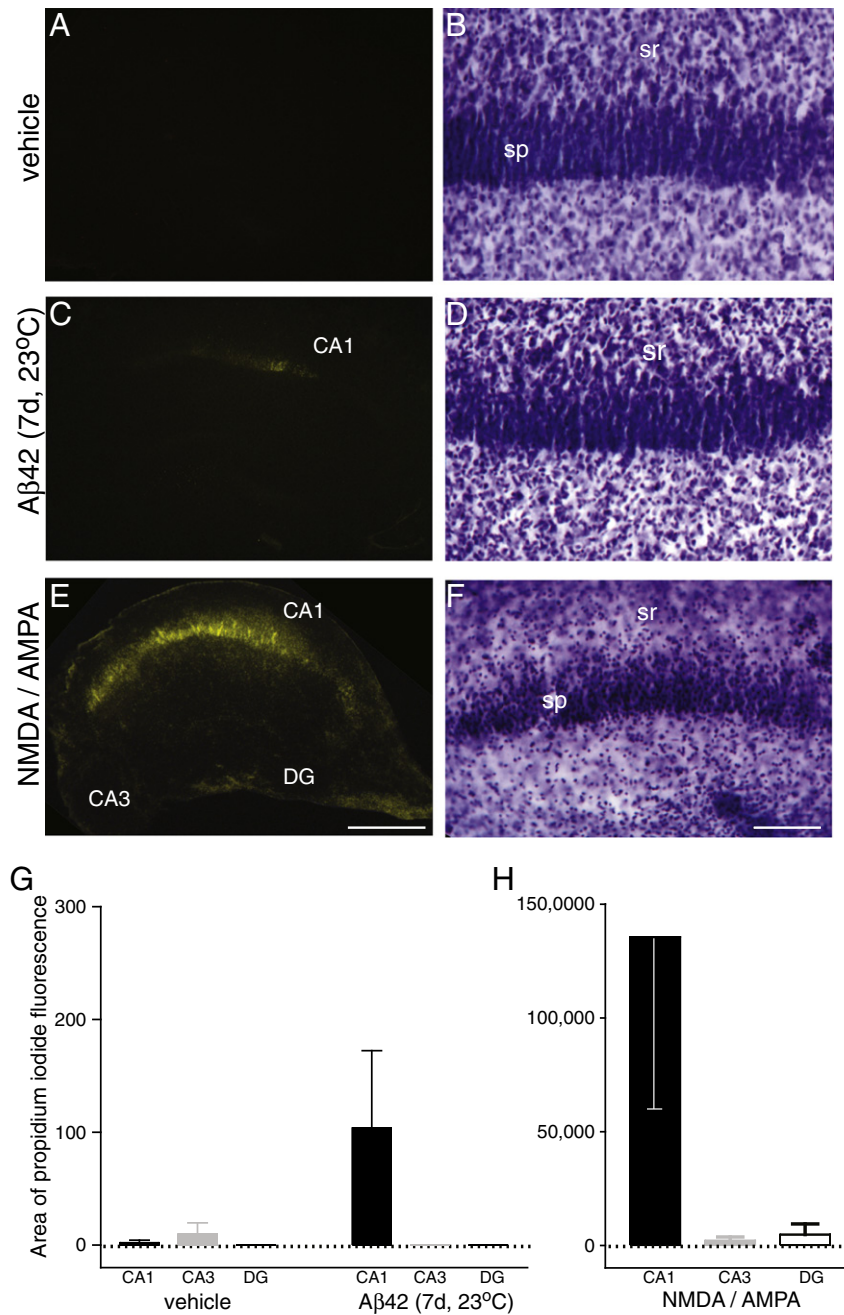 A
B
vehicle
sr
sp
C
D
Aβ42 (7d, 23°C)
CA1
sr
E
F
NMDA / AMPA
CA1
CA3
DG
sr
sp
G
H
Area of propidium iodide fluorescence
300
200
100
0
CA1 CA3 DG CA1 CA3 DG
vehicle Aβ42 (7d, 23°C)
150,0000
100,000
50,000
0
CA1 CA3 DG
NMDA / AMPA